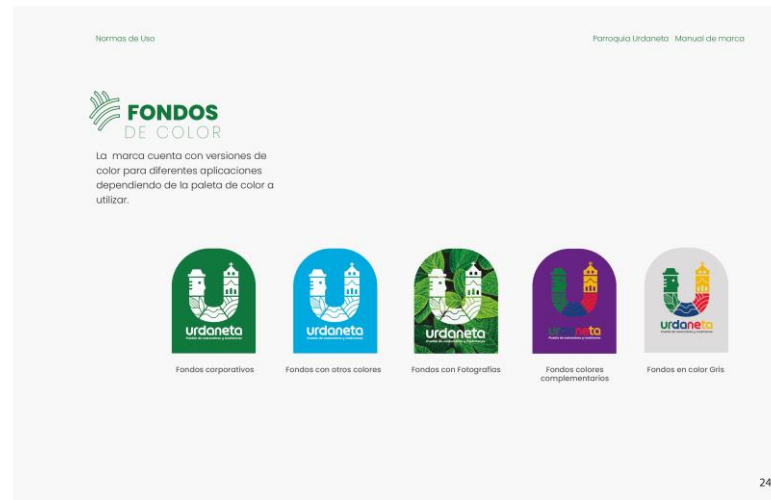 Normas de Uso
Parroquia Urdaneta Manual de marca
FONDOS
DE COLOR
La marca cuenta con versiones de
color para diferentes aplicaciones
dependiendo de la paleta de color a
utilizar.
urdaneta
urdaneta
urdaneta
urdaneta
urdaneta
Fondos corporativos
Fondos con otros colores
Fondos con Fotografías
Fondos colores
complementarios
Fondos en color Gris
24